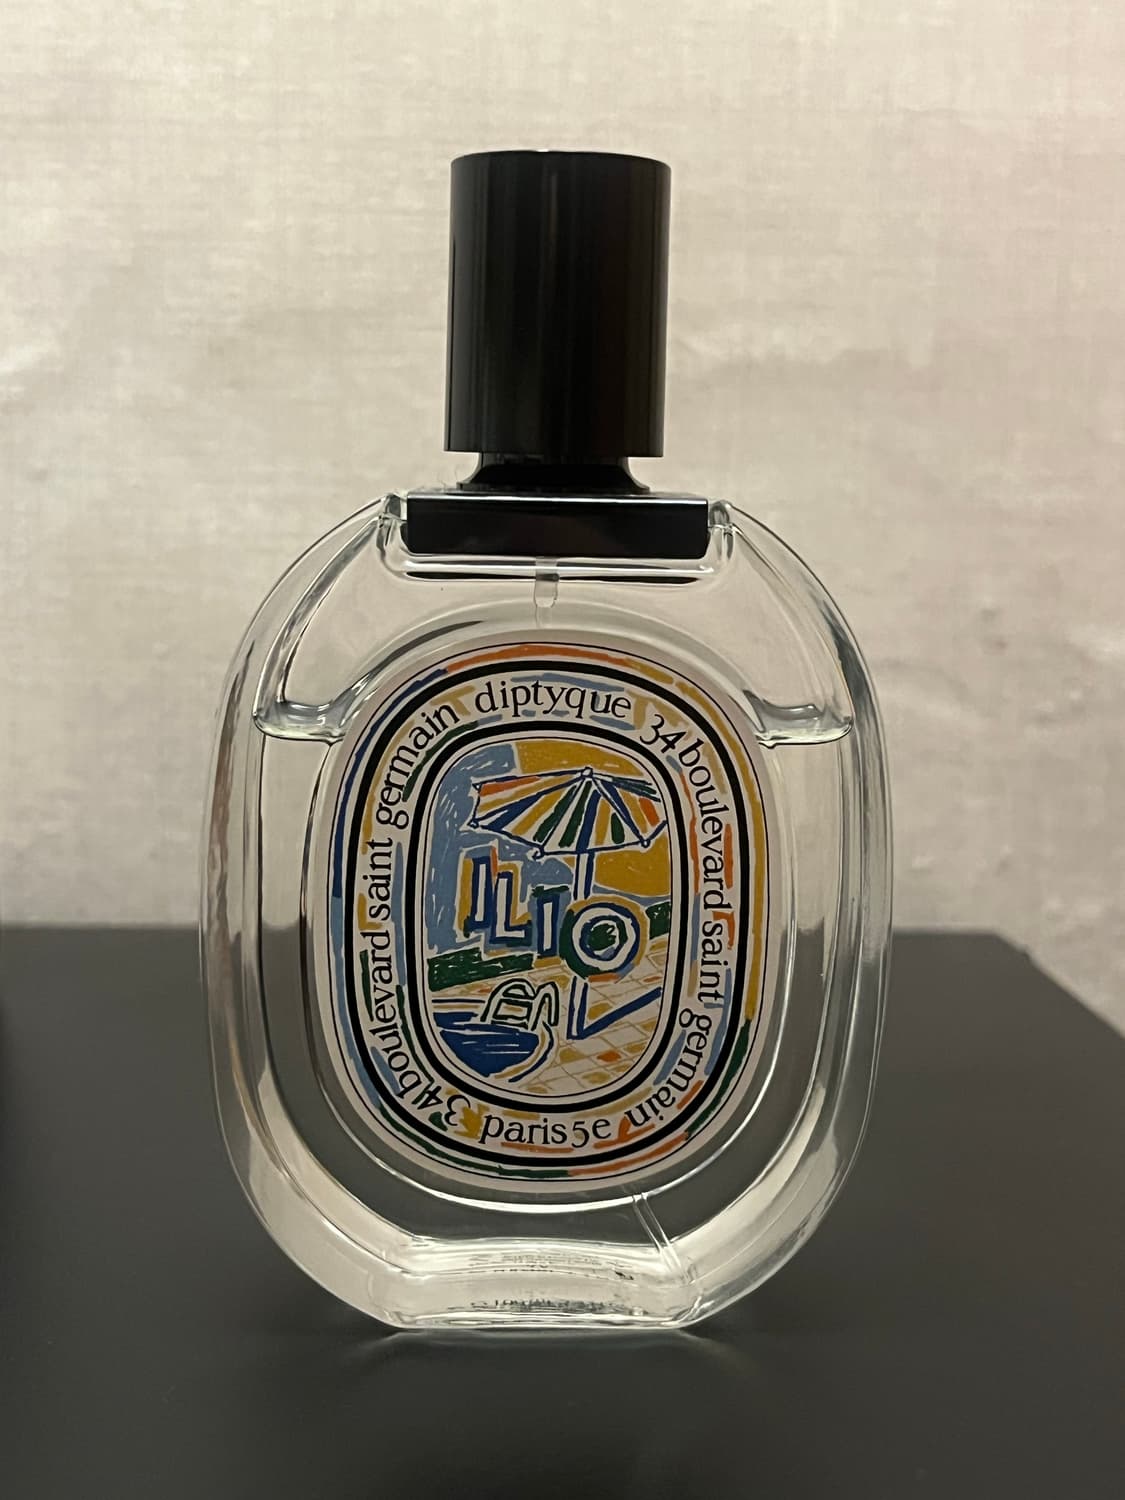 diptyque 34 boulevard saint germain paris 5e 34 boulevard saint germain
ILIO